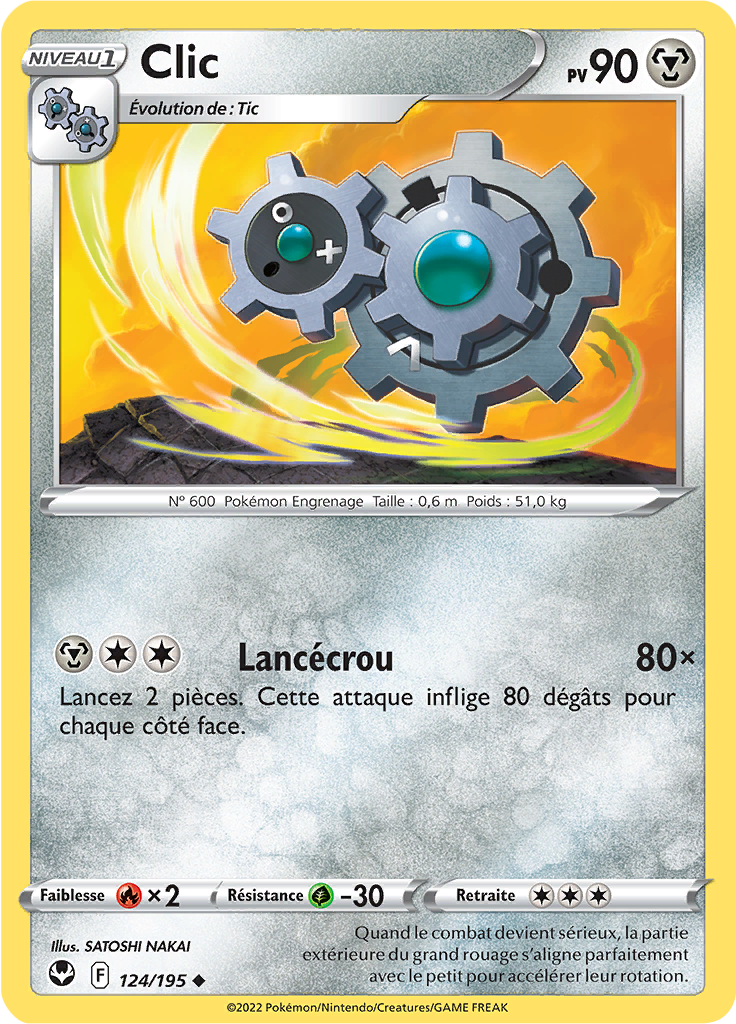 NIVEAU 1
Clic
PV 90
Évolution de : Tic
N° 600 Pokémon Engrenage Taille : 0,6 m Poids : 51,0 kg
Lancécrou 80×
Lancez 2 pièces. Cette attaque inflige 80 dégâts pour
chaque côté face.
Faiblesse ×2 Résistance -30 Retraite
Illus. SATOSHI NAKAI
Quand le combat devient sérieux, la partie
extérieure du grand rouage s’aligne parfaitement
avec le petit pour accélérer leur rotation.
F 124/195 ◆
©2022 Pokémon/Nintendo/Creatures/GAME FREAK